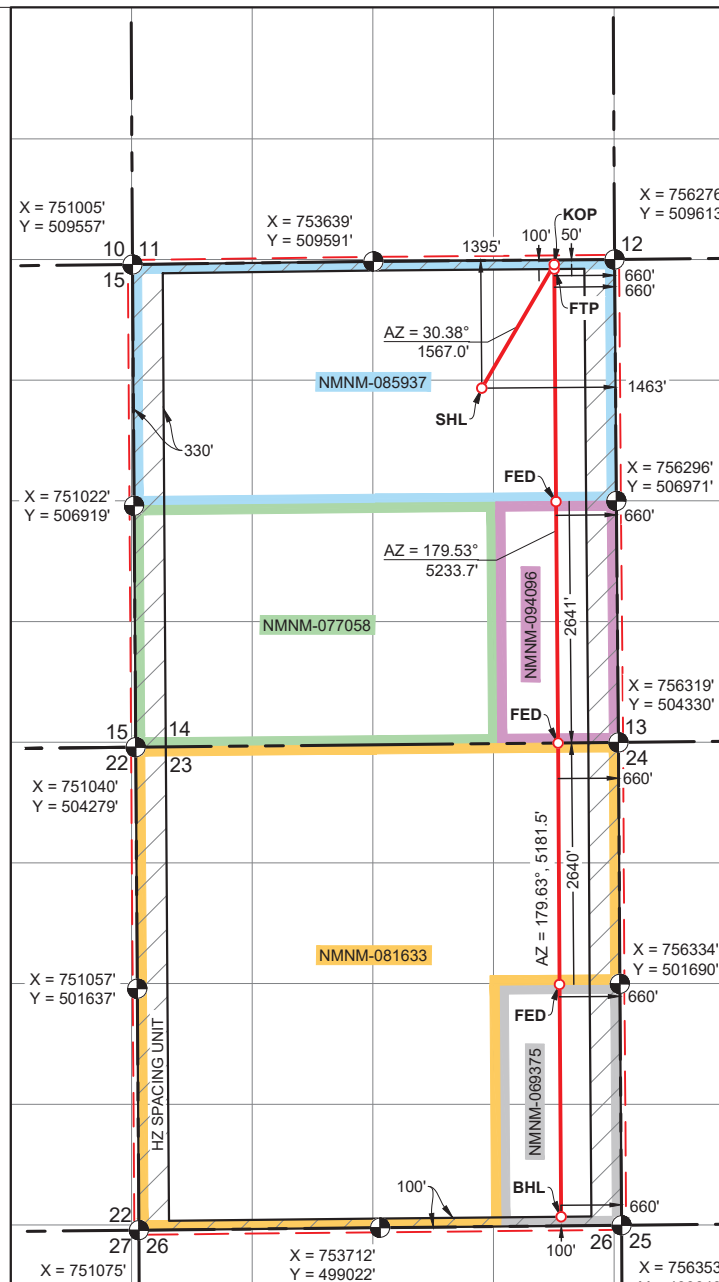 X = 751005'
Y = 509557'
X = 753639'
Y = 509591'
KOP
X = 756276
Y = 509613
1395'
100'
50'
10 11
12
15
660'
660'
FTP
AZ = 30.38°
1567.0'
NMNM-085937
1463'
SHL
330'
FED
X = 756296'
Y = 506971'
X = 751022'
Y = 506919'
660'
AZ = 179.53°
5233.7'
NMNM-077058
NMNM-094096
2641'
X = 756319'
Y = 504330'
FED
15 14
13
22 23
24
X = 751040'
Y = 504279'
660'
AZ = 179.63°, 5181.5'
2640'
NMNM-081633
X = 756334'
Y = 501690'
X = 751057'
Y = 501637'
FED
660'
HZ SPACING UNIT
NMNM-069375
BHL
100'
660'
22
27 26
26 25
100'
X = 751075'
X = 753712'
Y = 499022'
X = 756353